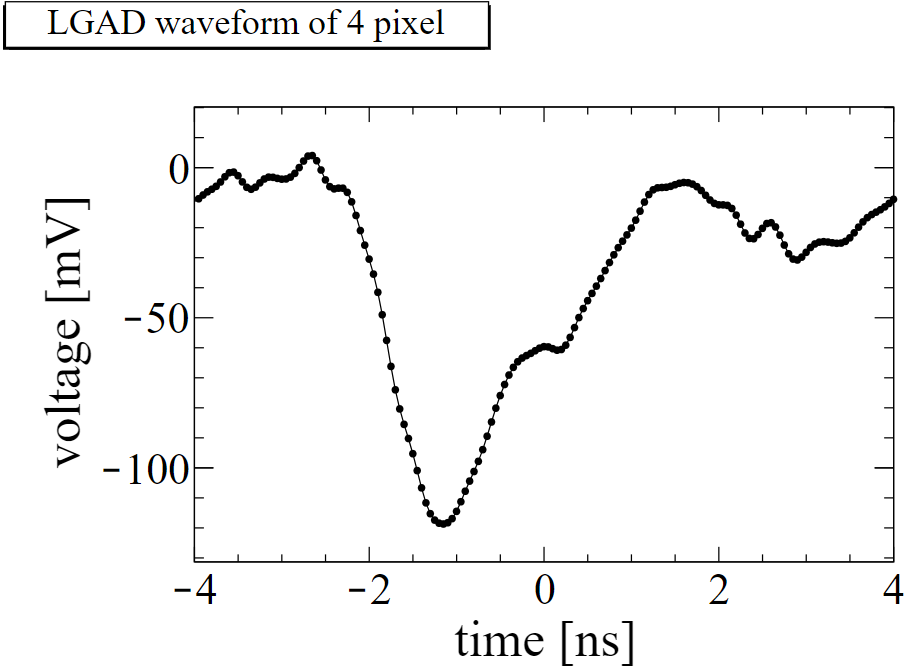 LGAD waveform of 4 pixel
0
−50
−100
voltage [mV]
−4 −2 0 2 4
time [ns]